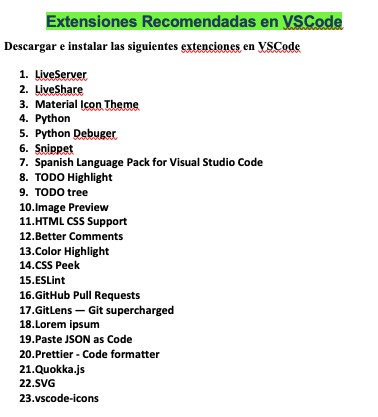 Extensiones Recomendadas en VSCode
Descargar e instalar las siguientes extenciones en VSCode
1. LiveServer
2. LiveShare
3. Material Icon Theme
4. Python
5. Python Debuger
6. Snippet
7. Spanish Language Pack for Visual Studio Code
8. TODO Highlight
9. TODO tree
10.Image Preview
11.HTML CSS Support
12.Better Comments
13.Color Highlight
14.CSS Peek
15.ESLint
16.GitHub Pull Requests
17.GitLens — Git supercharged
18.Lorem ipsum
19.Paste JSON as Code
20.Prettier - Code formatter
21.Quokka.js
22.SVG
23.vscode-icons